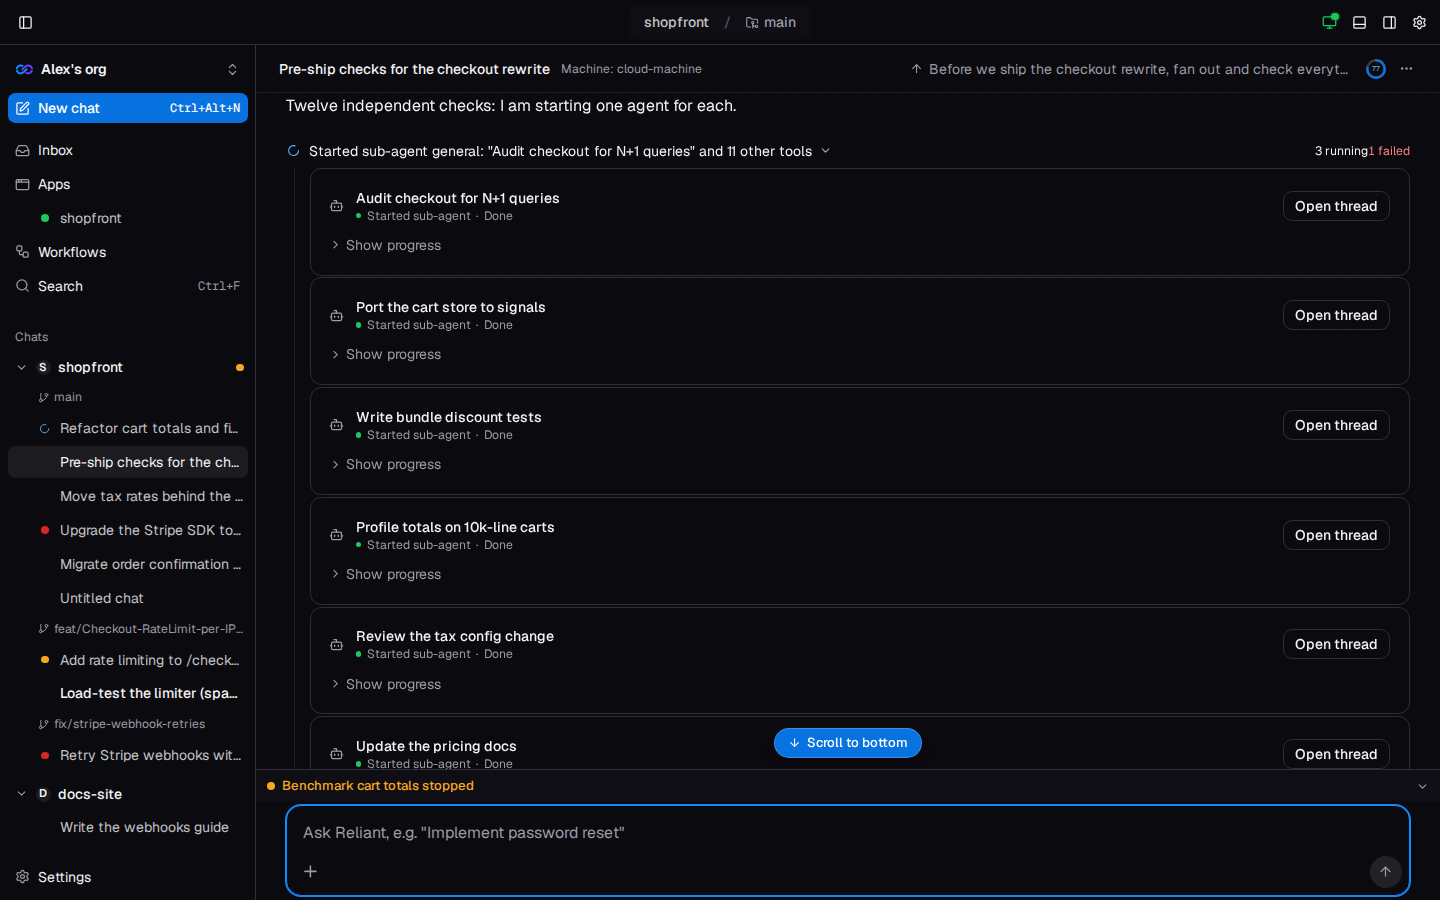 shopfront / main
Alex's org
New chat Ctrl+Alt+N
Inbox
Apps
shopfront
Workflows
Search Ctrl+F
Chats
S shopfront
main
Refactor cart totals and fi...
Pre-ship checks for the ch...
Move tax rates behind the ...
Upgrade the Stripe SDK to...
Migrate order confirmation ...
Untitled chat
feat/Checkout-RateLimit-per-IP...
Add rate limiting to /check...
Load-test the limiter (spa...
fix/stripe-webhook-retries
Retry Stripe webhooks wit...
D docs-site
Write the webhooks guide
Settings
Pre-ship checks for the checkout rewrite Machine: cloud-machine
Before we ship the checkout rewrite, fan out and check everyt... 77
Twelve independent checks: I am starting one agent for each.
Started sub-agent general: "Audit checkout for N+1 queries" and 11 other tools 3 running1 failed
Audit checkout for N+1 queries
Started sub-agent · Done
Open thread
Show progress
Port the cart store to signals
Started sub-agent · Done
Open thread
Show progress
Write bundle discount tests
Started sub-agent · Done
Open thread
Show progress
Profile totals on 10k-line carts
Started sub-agent · Done
Open thread
Show progress
Review the tax config change
Started sub-agent · Done
Open thread
Show progress
Update the pricing docs
Started sub-agent · Done
Open thread
Scroll to bottom
Benchmark cart totals stopped
Ask Reliant, e.g. "Implement password reset"